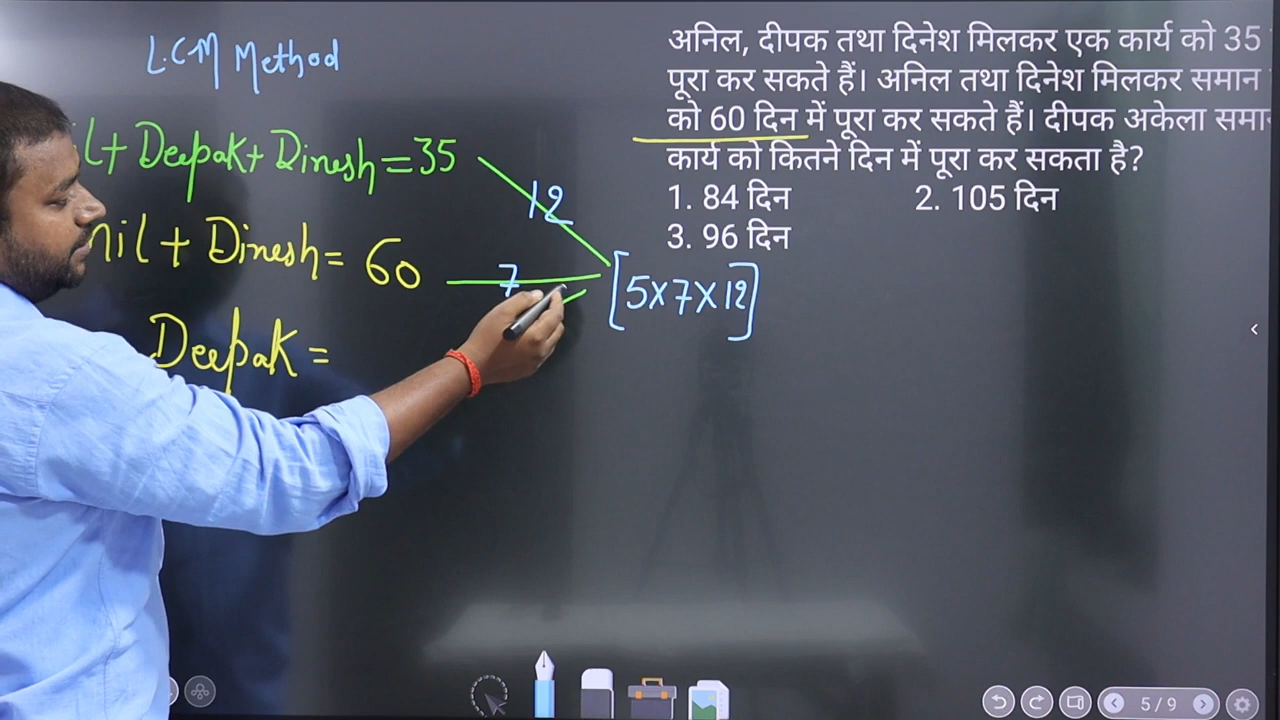 L.C.M Method
अनिल, दीपक तथा दिनेश मिलकर एक कार्य को 35
पूरा कर सकते हैं। अनिल तथा दिनेश मिलकर समान
को 60 दिन में पूरा कर सकते हैं। दीपक अकेला समान
कार्य को कितने दिन में पूरा कर सकता है?
1. 84 दिन 2. 105 दिन
3. 96 दिन
il+Deepak+Dinesh=35
12
nil+Dinesh= 60
7
[5x7x12]
Deepak =
5/9